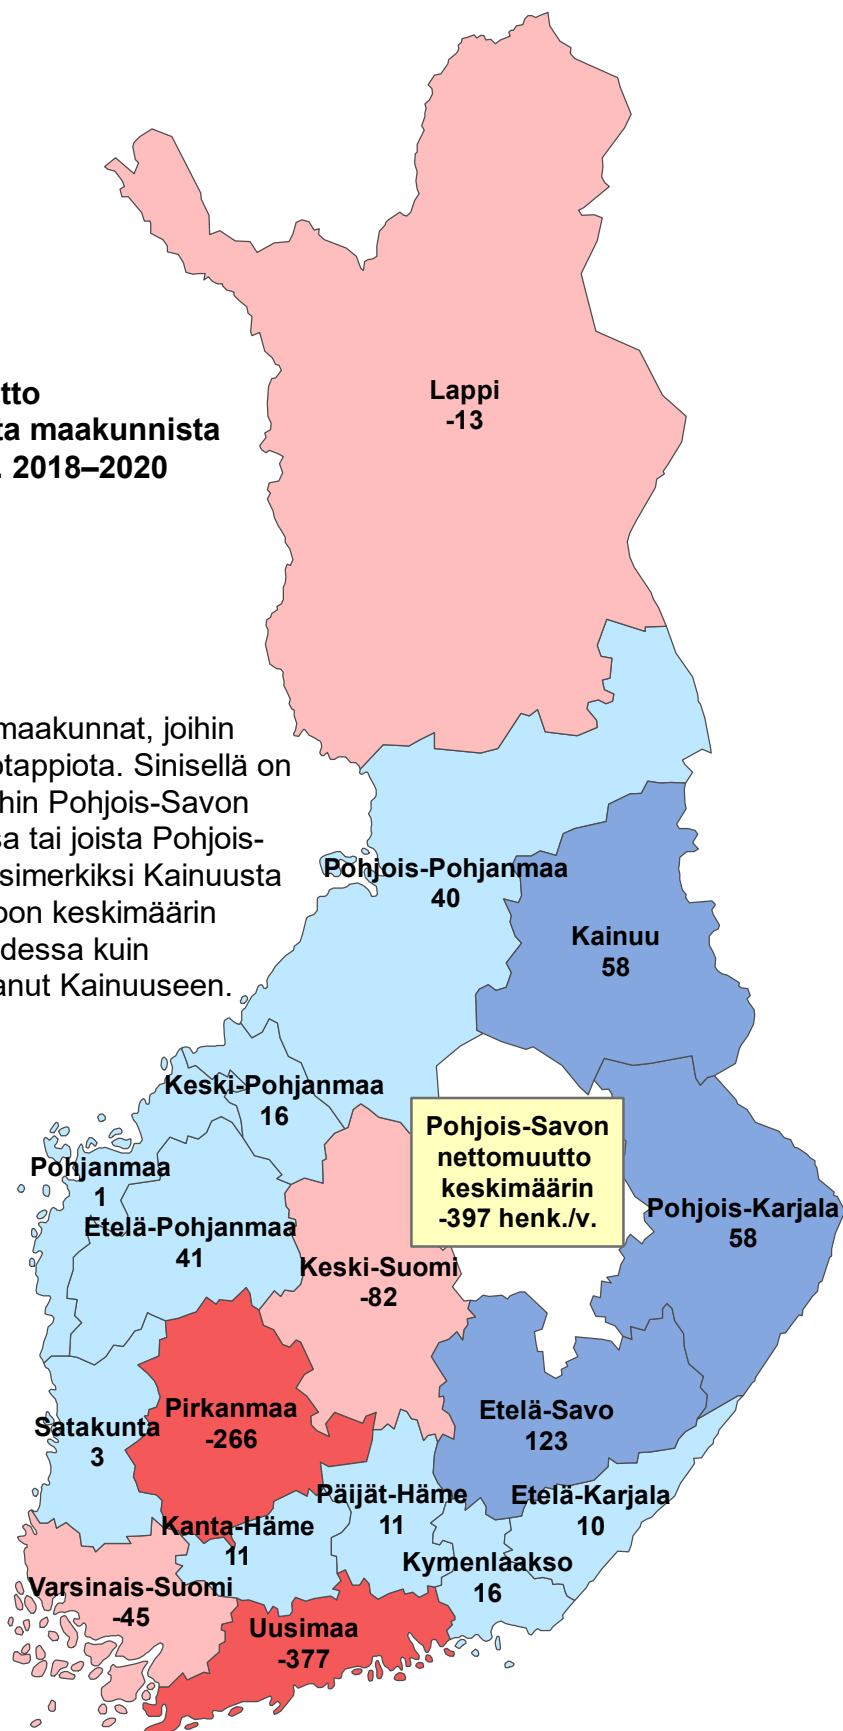 Lappi
-13
tto
ta maakunnista
. 2018–2020
maakunnat, joihin
otappiota. Sinisellä on
hin Pohjois-Savon
sa tai joista Pohjois-
simerkiksi Kainuusta
oon keskimäärin
dessa kuin
anut Kainuuseen.
Pohjois-Pohjanmaa
40
Kainuu
58
Keski-Pohjanmaa
16
Pohjois-Savon
nettomuutto
keskimäärin
-397 henk./v.
Pohjanmaa
1
Etelä-Pohjanmaa
41
Pohjois-Karjala
58
Keski-Suomi
-82
Pirkanmaa
-266
Etelä-Savo
123
Satakunta
3
Päijät-Häme
11
Etelä-Karjala
10
Kanta-Häme
11
Kymenlaakso
16
Varsinais-Suomi
-45
Uusimaa
-377